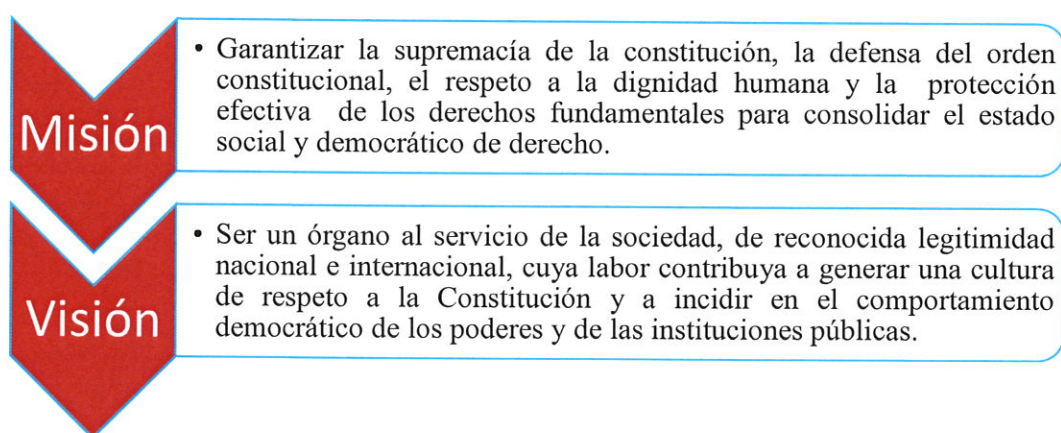 Misión
• Garantizar la supremacía de la constitución, la defensa del orden
constitucional, el respeto a la dignidad humana y la protección
efectiva de los derechos fundamentales para consolidar el estado
social y democrático de derecho.
Visión
• Ser un órgano al servicio de la sociedad, de reconocida legitimidad
nacional e internacional, cuya labor contribuya a generar una cultura
de respeto a la Constitución y a incidir en el comportamiento
democrático de los poderes y de las instituciones públicas.